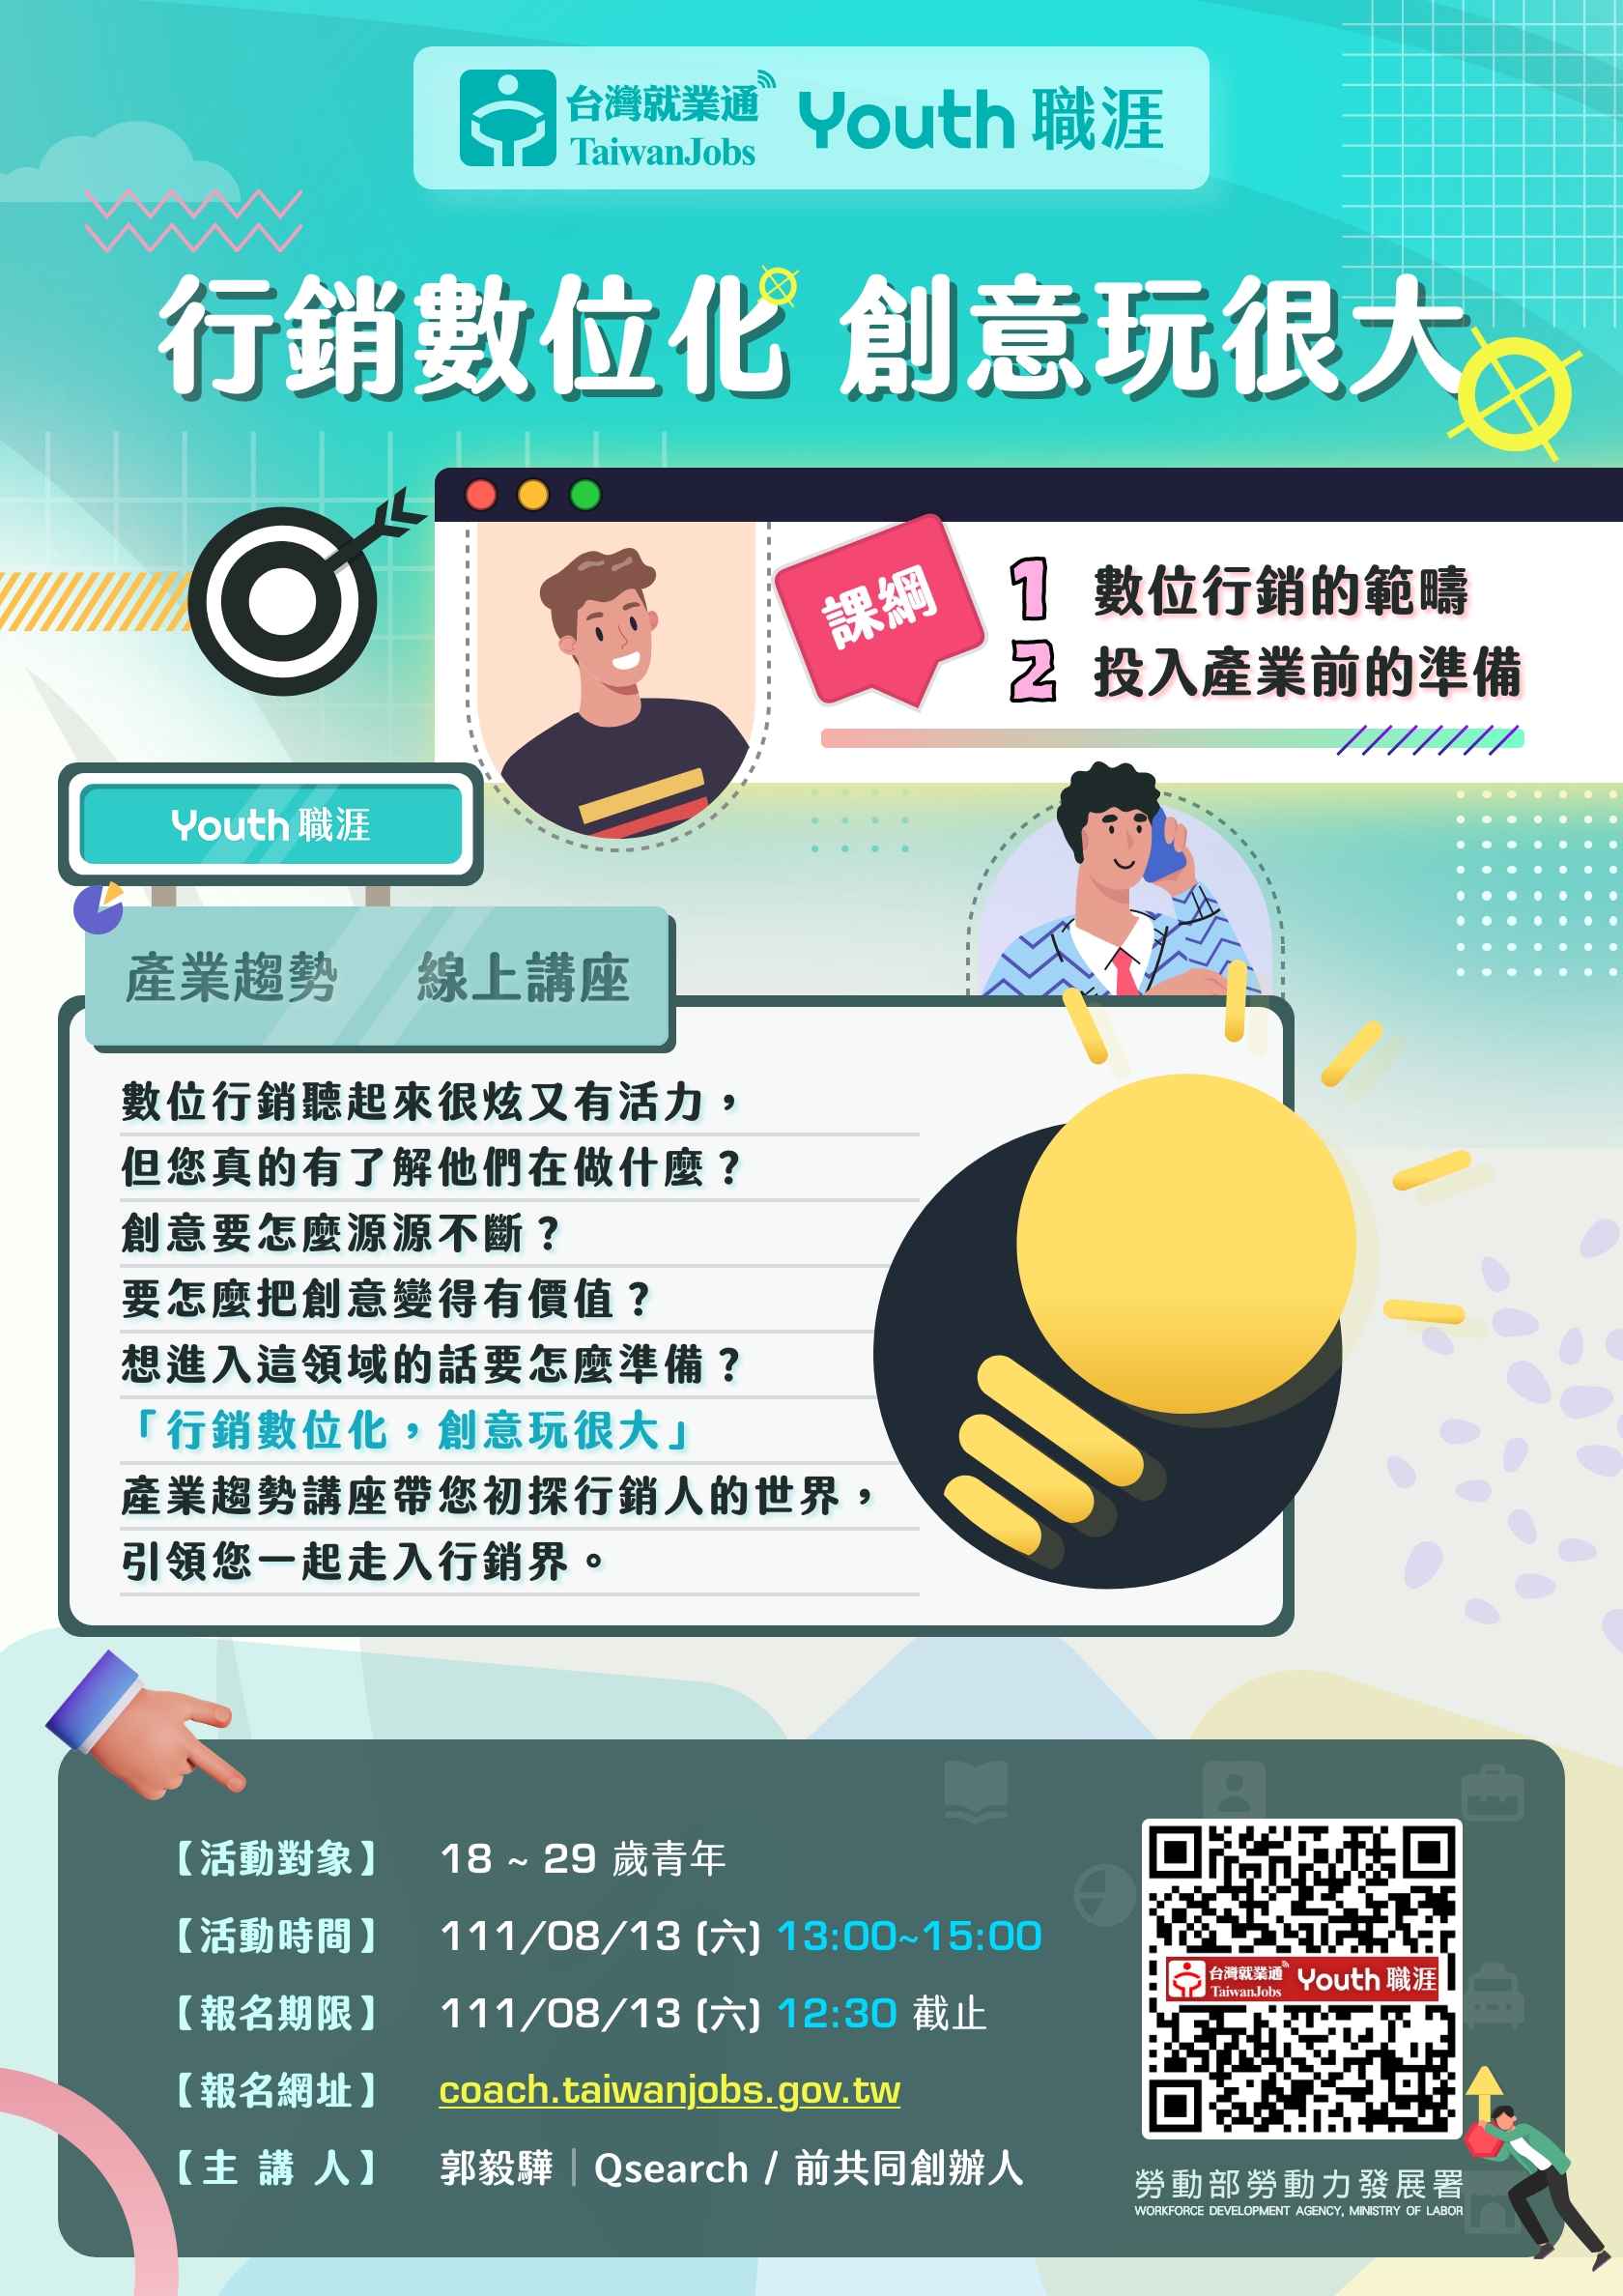 台灣就業通
TaiwanJobs
Youth 職涯
行銷數位化 創意玩很大
課綱
1 數位行銷的範疇
2 投入產業前的準備
Youth 職涯
產業趨勢 線上講座
數位行銷聽起來很炫又有活力，
但您真的有了解他們在做什麼？
創意要怎麼源源不斷？
要怎麼把創意變得有價值？
想進入這領域的話要怎麼準備？
「行銷數位化，創意玩很大」
產業趨勢講座帶您初探行銷人的世界，
引領您一起走入行銷界。
【活動對象】 18 ~ 29 歲青年
【活動時間】 111/08/13 (六) 13:00~15:00
【報名期限】 111/08/13 (六) 12:30 截止
【報名網址】 coach.taiwanjobs.gov.tw
【主 講 人】 郭毅驊｜Qsearch / 前共同創辦人
台灣就業通
TaiwanJobs
Youth 職涯
勞動部勞動力發展署
WORKFORCE DEVELOPMENT AGENCY, MINISTRY OF LABOR